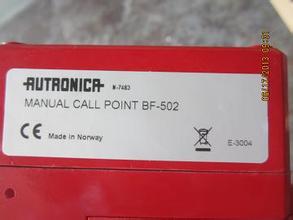 AUTRONICA N-7483
MANUAL CALL POINT BF-502
CE Made in Norway
E-3004